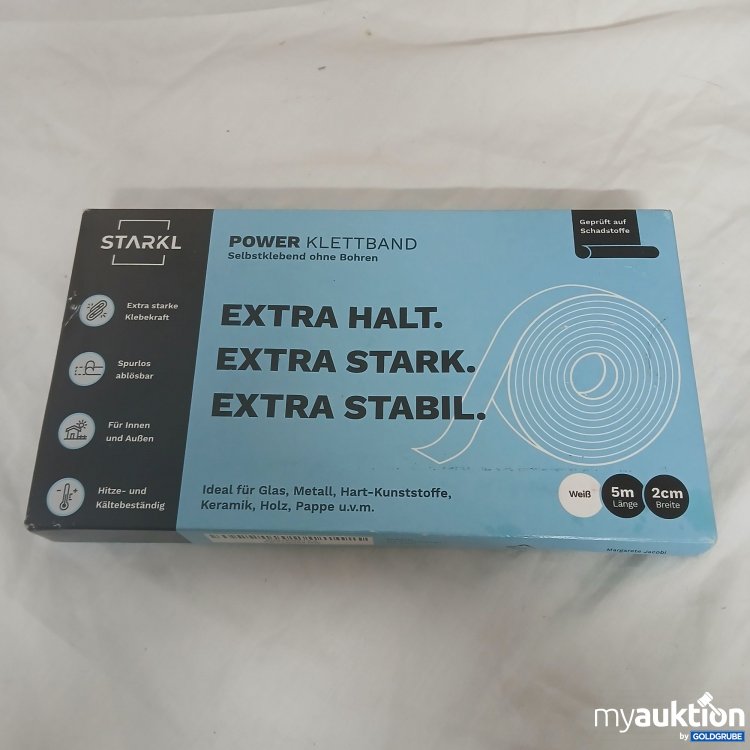 STARKL
POWER KLETTBAND
Selbstklebend ohne Bohren
Geprüft auf
Schadstoffe
Extra starke
Klebekraft
Spurlos
ablösbar
Für Innen
und Außen
Hitze- und
Kältebeständig
EXTRA HALT.
EXTRA STARK.
EXTRA STABIL.
Ideal für Glas, Metall, Hart-Kunststoffe,
Keramik, Holz, Pappe u.v.m.
Weiß
5m
Länge
2cm
Breite
Margarete Jacobi
myauktion
by GOLDGRUBE